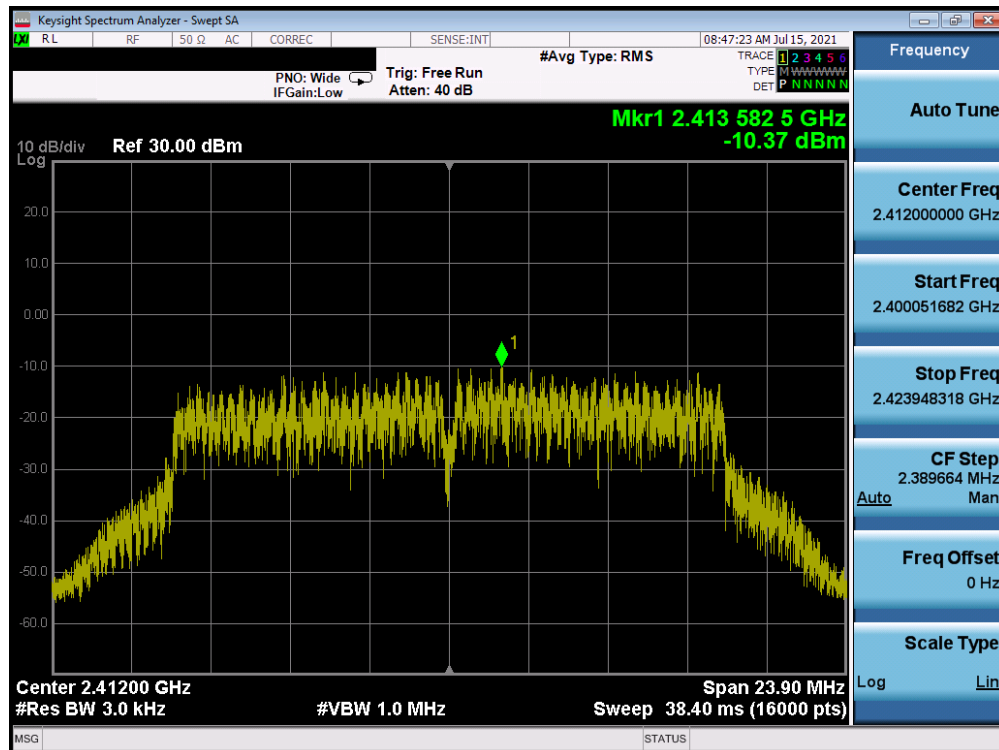 Keysight Spectrum Analyzer - Swept SA
LXI RL RF 50 Ω AC CORREC SENSE:INT 08:47:23 AM Jul 15, 2021
#Avg Type: RMS
TRACE 1 2 3 4 5 6
TYPE M WWWWW
DET P N N N N N
PNO: Wide
IFGain:Low
Trig: Free Run
Atten: 40 dB
Mkr1 2.413 582 5 GHz
-10.37 dBm
10 dB/div
Log
Ref 30.00 dBm
20.0
10.0
0.00
-10.0
-20.0
-30.0
-40.0
-50.0
-60.0
1
Center 2.41200 GHz
Span 23.90 MHz
#Res BW 3.0 kHz
#VBW 1.0 MHz
Sweep 38.40 ms (16000 pts)
MSG
STATUS
Frequency
Auto Tune
Center Freq
2.412000000 GHz
Start Freq
2.400051682 GHz
Stop Freq
2.423948318 GHz
CF Step
2.389664 MHz
Auto Man
Freq Offset
0 Hz
Scale Type
Log Lin